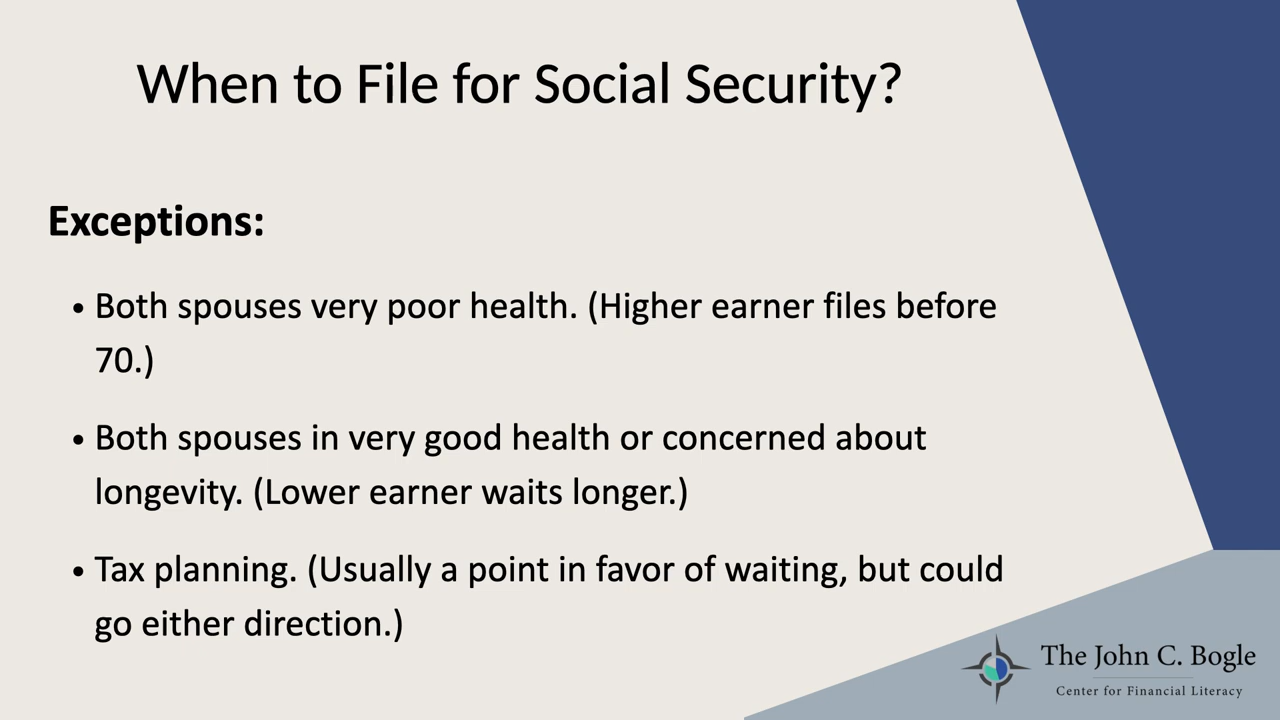 When to File for Social Security?
Exceptions:
• Both spouses very poor health. (Higher earner files before
70.)
• Both spouses in very good health or concerned about
longevity. (Lower earner waits longer.)
• Tax planning. (Usually a point in favor of waiting, but could
go either direction.)
The John C. Bogle
Center for Financial Literacy